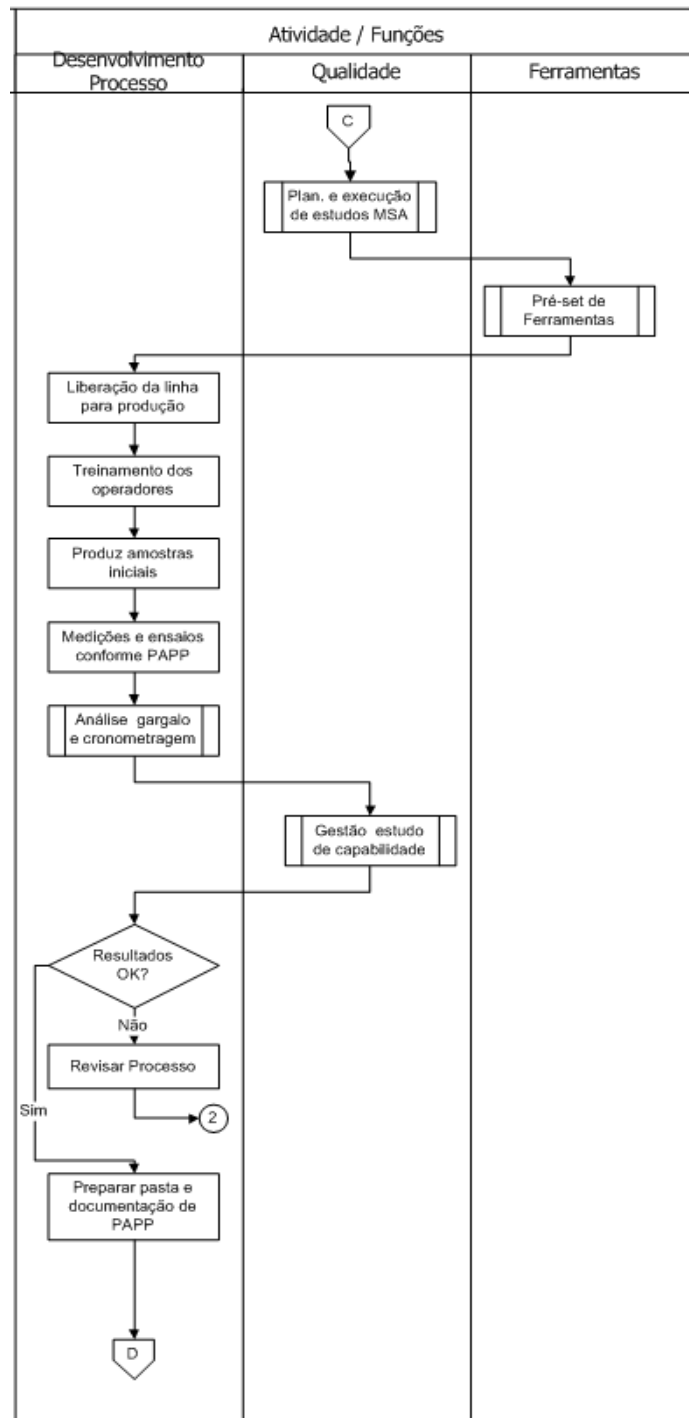 Atividade / Funções
Desenvolvimento
Processo
Qualidade
Ferramentas
C
Plan. e execução
de estudos MSA
Pré-set de
Ferramentas
Liberação da linha
para produção
Treinamento dos
operadores
Produz amostras
iniciais
Medições e ensaios
conforme PAPP
Análise gargalo
e cronometragem
Gestão estudo
de capabilidade
Resultados
OK?
Não
Revisar Processo
2
Sim
Preparar pasta e
documentação de
PAPP
D